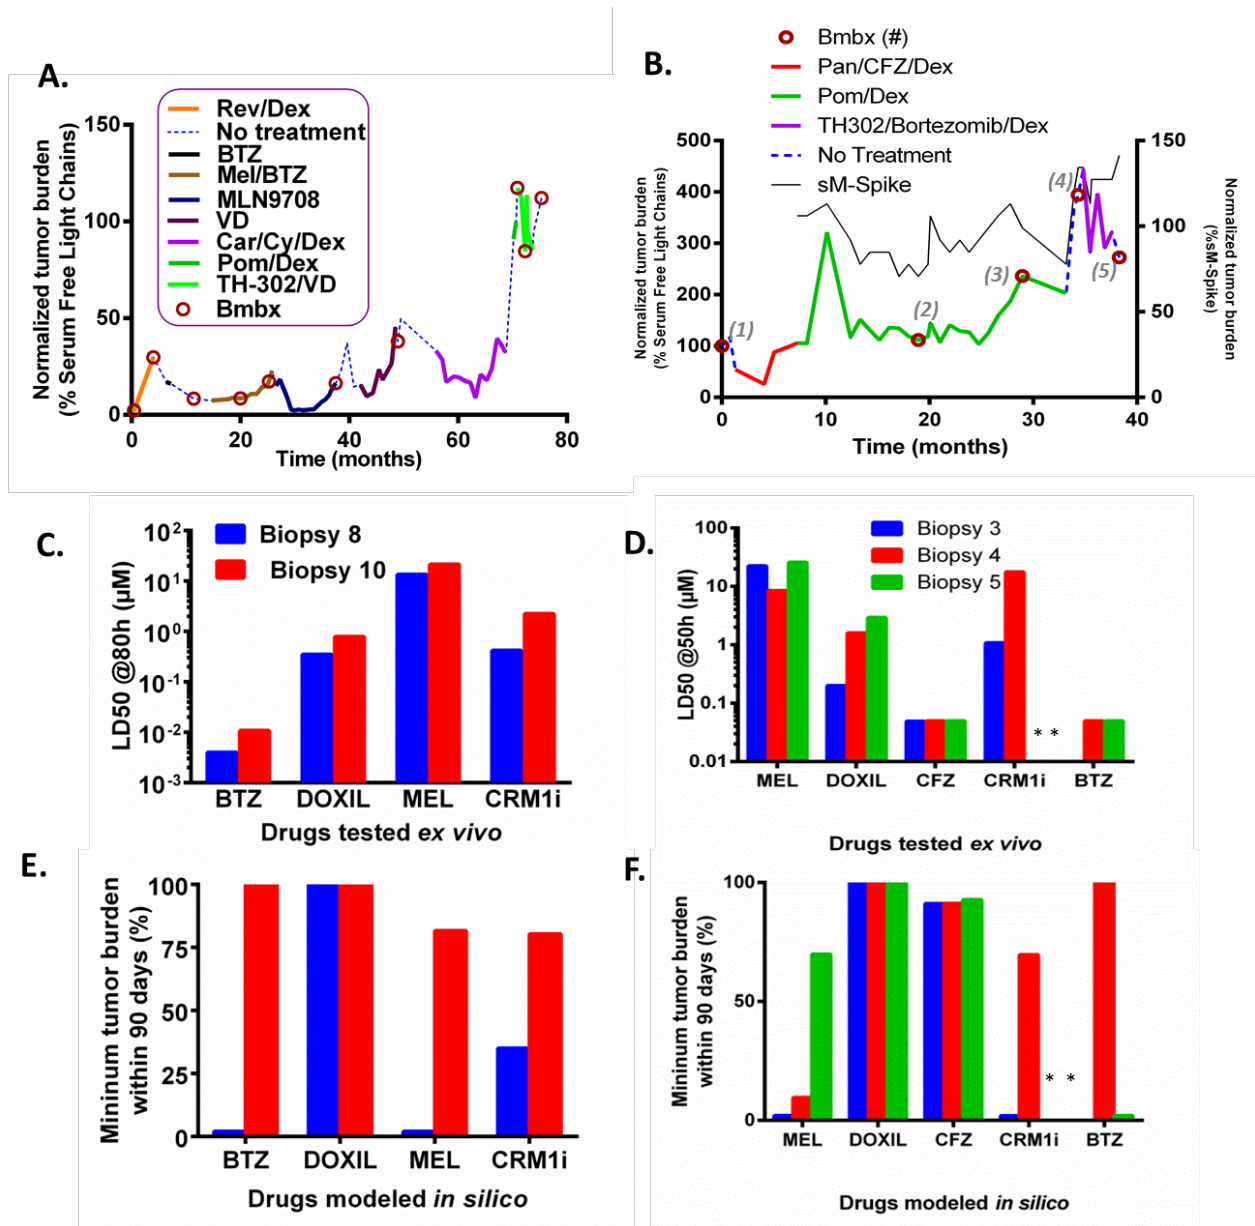 A.
Rev/Dex
No treatment
BTZ
Mel/BTZ
MLN9708
VD
Car/Cy/Dex
Pom/Dex
TH-302/VD
Bmbx
150
100
50
0
Normalized tumor burden
(% Serum Free Light Chains)
0 20 40 60 80
Time (months)
B.
Bmbx (#)
Pan/CFZ/Dex
Pom/Dex
TH302/Bortezomib/Dex
No Treatment
sM-Spike
500
400
300
200
100
0
Normalized tumor burden
(% Serum Free Light Chains)
150
100
50
0
Normalized tumor burden
(%sM-Spike)
(1)
(2)
(3)
(4)
(5)
0 10 20 30 40
Time (months)
C.
Biopsy 8
Biopsy 10
10²
10¹
10⁰
10⁻¹
10⁻²
10⁻³
LD50 @80h (µM)
BTZ DOXIL MEL CRM1i
Drugs tested ex vivo
D.
Biopsy 3
Biopsy 4
Biopsy 5
100
10
1
0.1
0.01
LD50 @50h (µM)
* *
MEL DOXIL CFZ CRM1i BTZ
Drugs tested ex vivo
E.
100
75
50
25
0
Mininum tumor burden
within 90 days (%)
BTZ DOXIL MEL CRM1i
Drugs modeled in silico
F.
100
50
0
Mininum tumor burden
within 90 days (%)
* *
MEL DOXIL CFZ CRM1i BTZ
Drugs modeled in silico